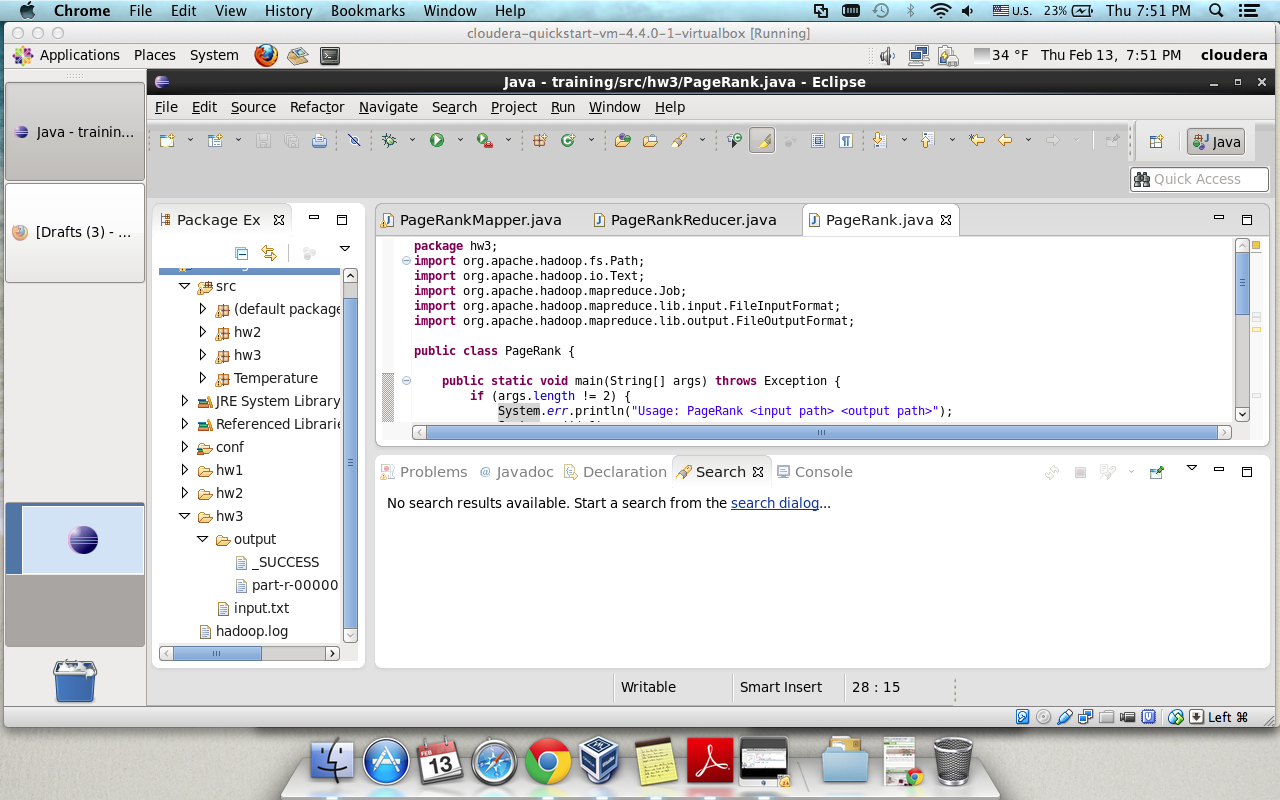 Chrome File Edit View History Bookmarks Window Help U.S. 23% Thu 7:51 PM
cloudera-quickstart-vm-4.4.0-1-virtualbox [Running]
Applications Places System 34 °F Thu Feb 13, 7:51 PM cloudera
Java - training/src/hw3/PageRank.java - Eclipse
File Edit Source Refactor Navigate Search Project Run Window Help
Java - trainin...
Java
Quick Access
[Drafts (3) - ...
Package Ex
PageRankMapper.java PageRankReducer.java PageRank.java
package hw3;
import org.apache.hadoop.fs.Path;
import org.apache.hadoop.io.Text;
import org.apache.hadoop.mapreduce.Job;
import org.apache.hadoop.mapreduce.lib.input.FileInputFormat;
import org.apache.hadoop.mapreduce.lib.output.FileOutputFormat;
public class PageRank {
public static void main(String[] args) throws Exception {
if (args.length != 2) {
System.err.println("Usage: PageRank <input path> <output path>");
src
(default package
hw2
hw3
Temperature
JRE System Library
Referenced Librarie
conf
hw1
hw2
hw3
output
_SUCCESS
part-r-00000
input.txt
hadoop.log
Problems Javadoc Declaration Search Console
No search results available. Start a search from the search dialog...
Writable Smart Insert 28 : 15
Left ⌘
FEB
13